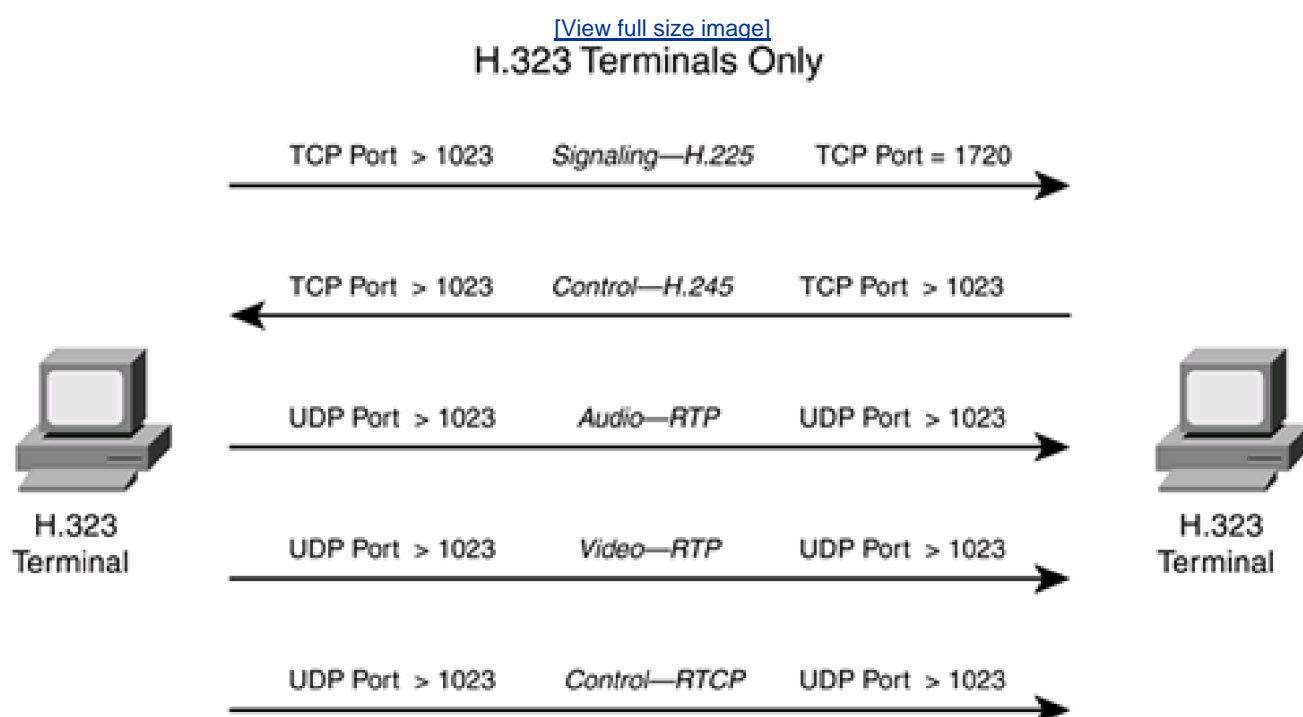 [View full size image]
H.323 Terminals Only
TCP Port > 1023 Signaling—H.225 TCP Port = 1720
TCP Port > 1023 Control—H.245 TCP Port > 1023
UDP Port > 1023 Audio—RTP UDP Port > 1023
H.323
Terminal
H.323
Terminal
UDP Port > 1023 Video—RTP UDP Port > 1023
UDP Port > 1023 Control—RTCP UDP Port > 1023